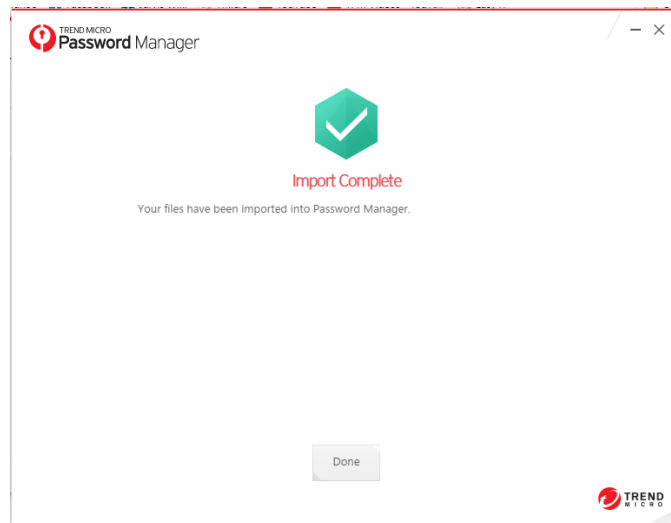 TREND MICRO
Password Manager
Import Complete
Your files have been imported into Password Manager.
Done
TREND
MICRO